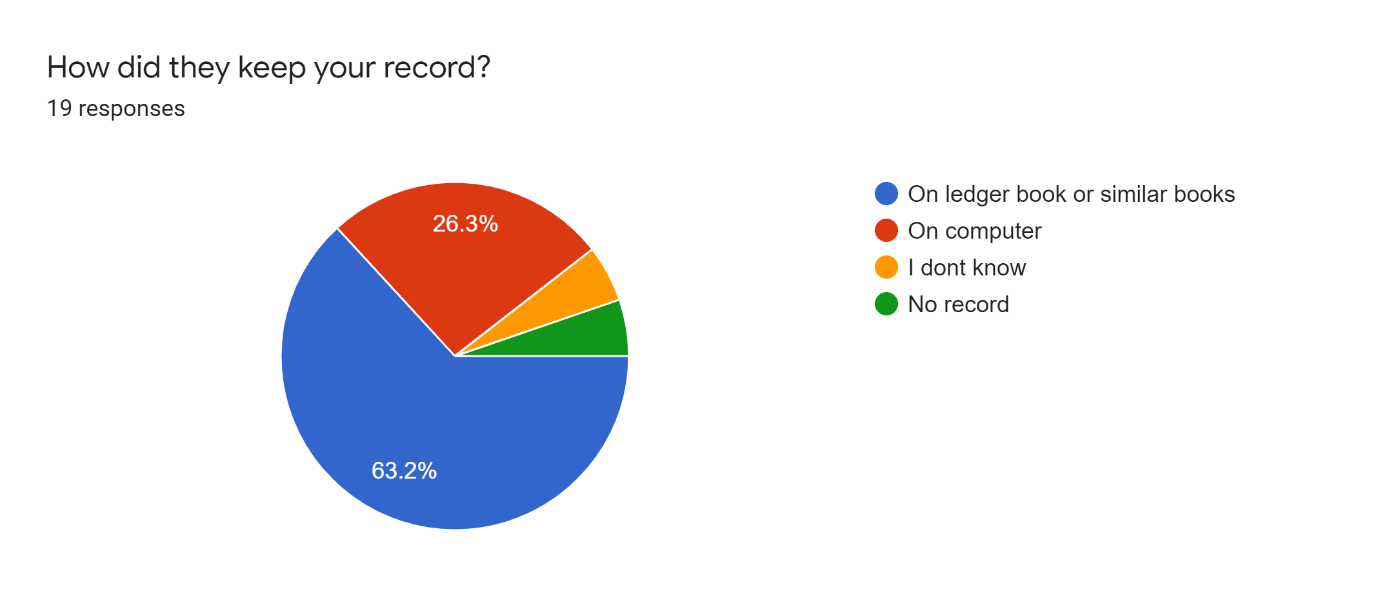 How did they keep your record?
19 responses
26.3%
63.2%
On ledger book or similar books
On computer
I dont know
No record